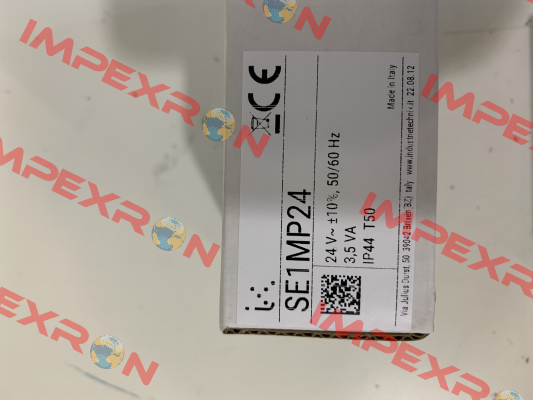 SE1MP24
24 V~ ±10%, 50/60 Hz
3,5 VA
IP44 T50
Made in Italy
Via Julius Durst, 50 39042 Brixen (BZ) Italy www.industrietechnik.it 22.08.12
IMPEXRON
IMPEXRON
IMPEXRON
IMPEXRON
IMPEXRON
IMPEXRON